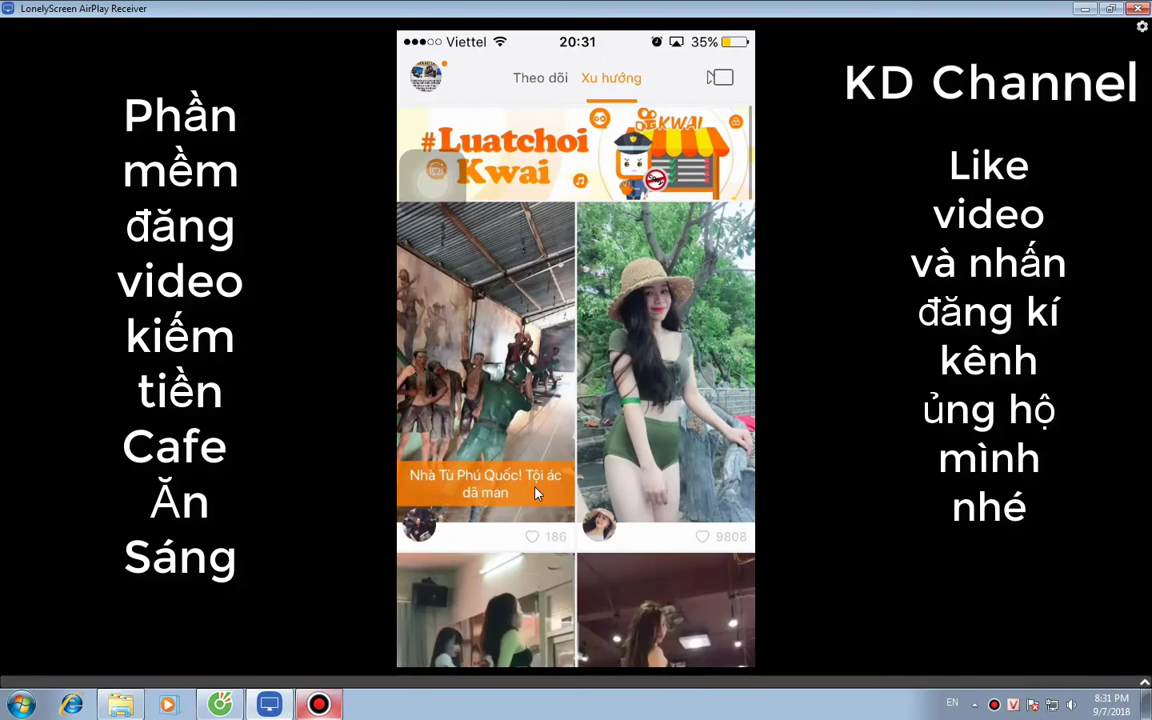 LonelyScreen AirPlay Receiver
Viettel
20:31
35%
Theo dõi
Xu hướng
#Luatchoi
Kwai
KWAI
Nhà Tù Phú Quốc! Tội ác
dã man
186
9808
Phần
mềm
đăng
video
kiếm
tiền
Cafe
Ăn
Sáng
KD Channel
Like
video
và nhấn
đăng kí
kênh
ủng hộ
mình
nhé
EN
8:31 PM
9/7/2018